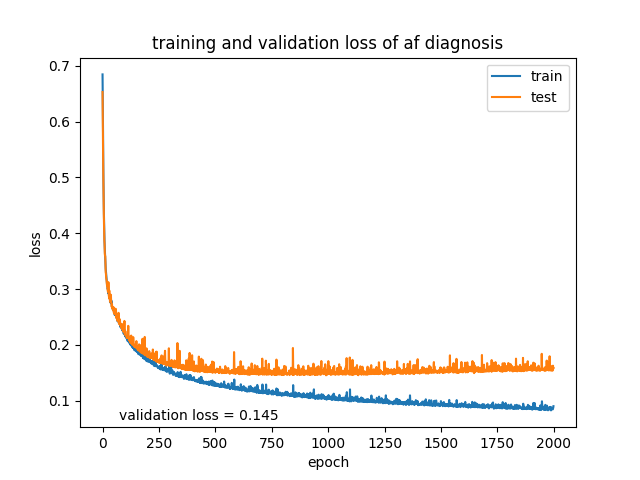 training and validation loss of af diagnosis
train
test
0.7
0.6
0.5
0.4
0.3
0.2
0.1
loss
validation loss = 0.145
0
250
500
750
1000
1250
1500
1750
2000
epoch